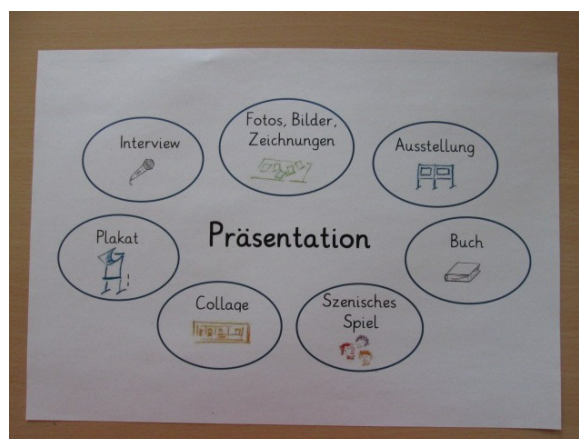 Fotos, Bilder,
Zeichnungen
Interview
Ausstellung
Plakat
Präsentation
Buch
Collage
Szenisches
Spiel